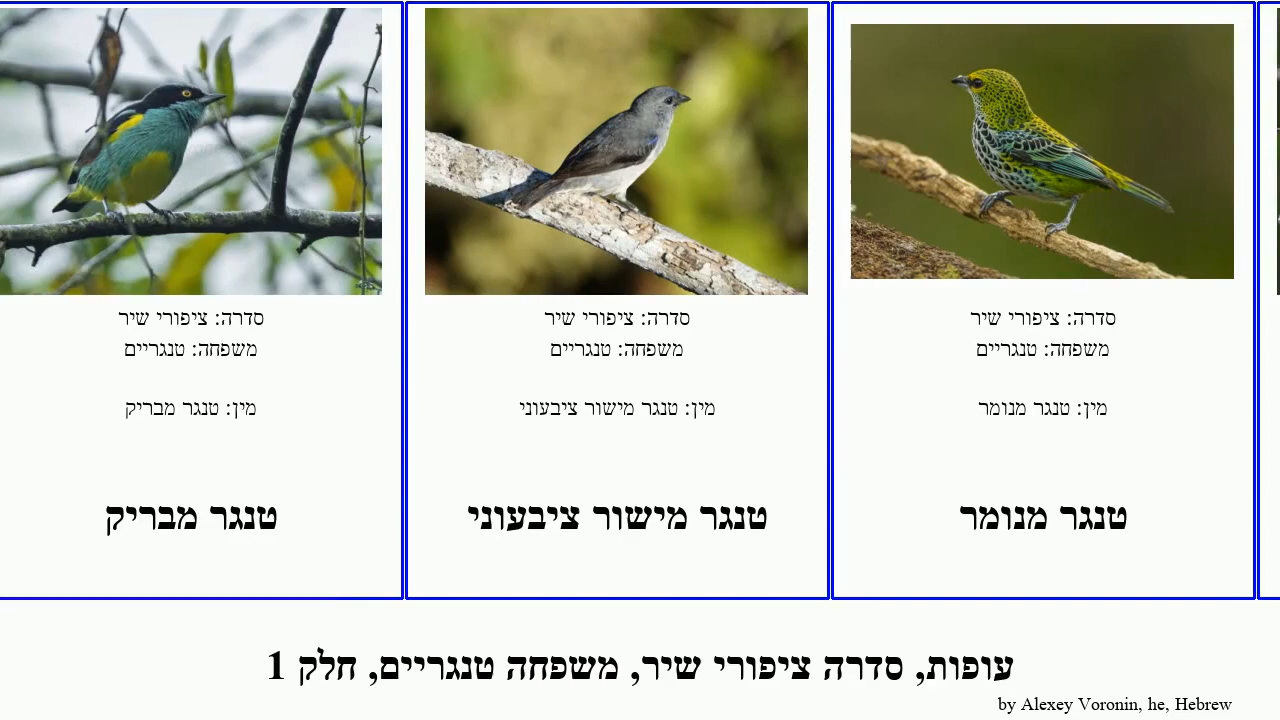 סדרה: ציפורי שיר
משפחה: טנגריים
מין: טנגר מנומר
טנגר מנומר
סדרה: ציפורי שיר
משפחה: טנגריים
מין: טנגר מישור ציבעוני
טנגר מישור ציבעוני
סדרה: ציפורי שיר
משפחה: טנגריים
מין: טנגר מבריק
טנגר מבריק
עופות, סדרה ציפורי שיר, משפחה טנגריים, חלק 1
by Alexey Voronin, he, Hebrew